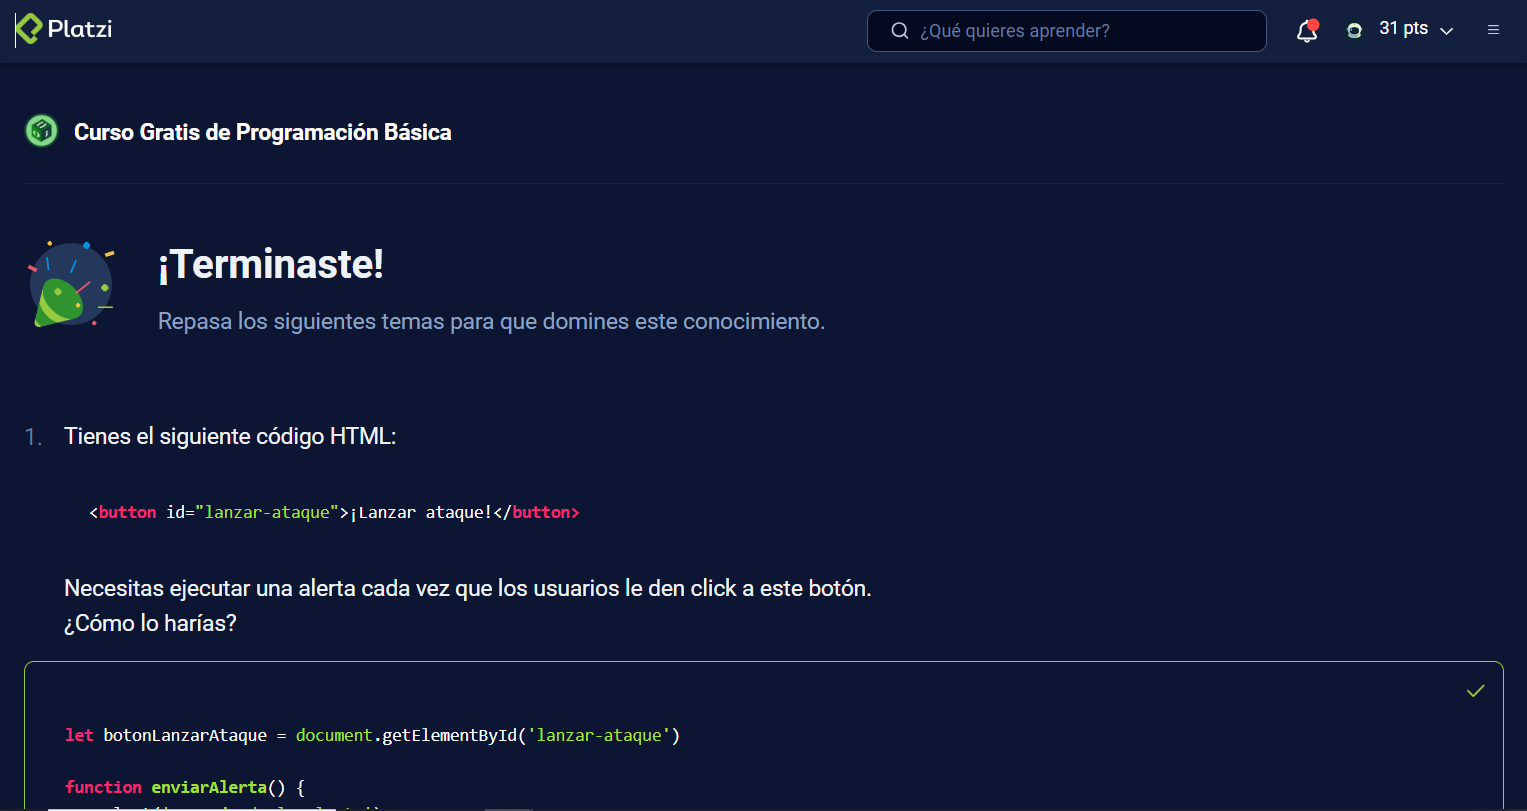 Platzi
¿Qué quieres aprender?
31 pts
Curso Gratis de Programación Básica
¡Terminaste!
Repasa los siguientes temas para que domines este conocimiento.
1. Tienes el siguiente código HTML:
<button id="lanzar-ataque">¡Lanzar ataque!</button>
Necesitas ejecutar una alerta cada vez que los usuarios le den click a este botón.
¿Cómo lo harías?
let botonLanzarAtaque = document.getElementById('lanzar-ataque')
function enviarAlerta() {